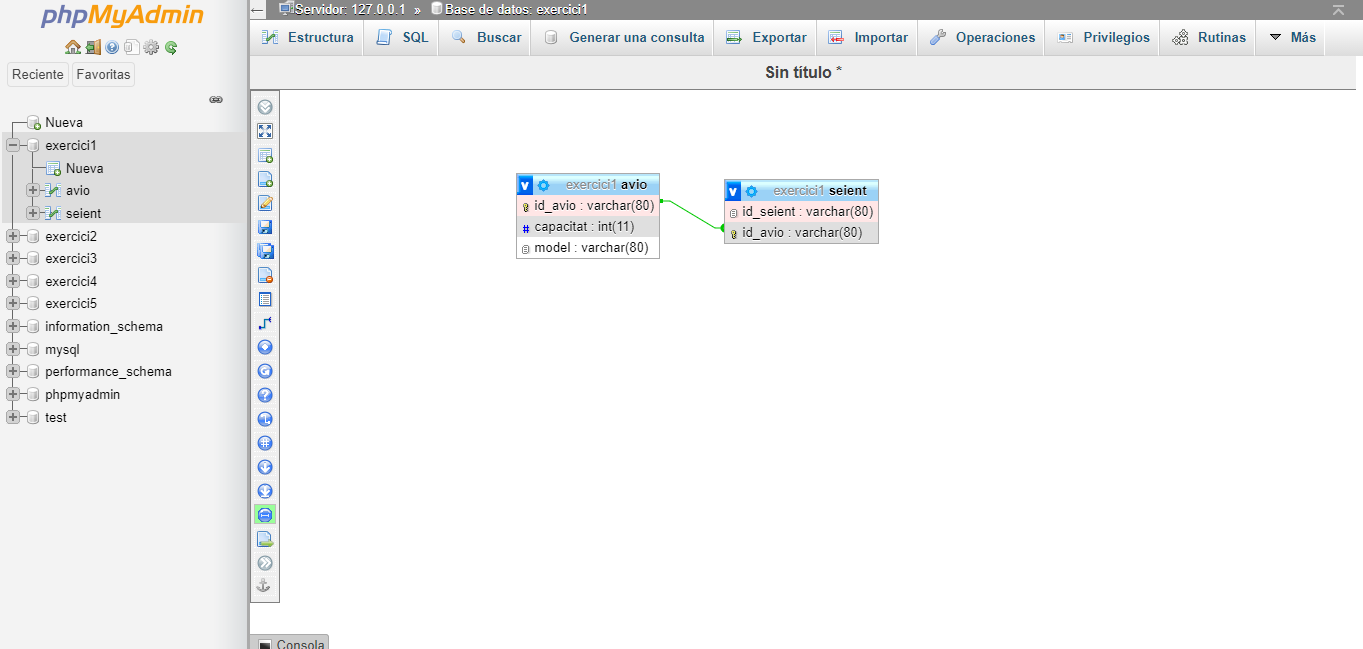 phpMyAdmin
Reciente Favoritas
Nueva
exercici1
Nueva
avio
seient
exercici2
exercici3
exercici4
exercici5
information_schema
mysql
performance_schema
phpmyadmin
test
← Servidor: 127.0.0.1 » Base de datos: exercici1
Estructura SQL Buscar Generar una consulta Exportar Importar Operaciones Privilegios Rutinas Más
Sin título *
v exercici1 avio
id_avio : varchar(80)
# capacitat : int(11)
model : varchar(80)
v exercici1 seient
id_seient : varchar(80)
id_avio : varchar(80)
Consola